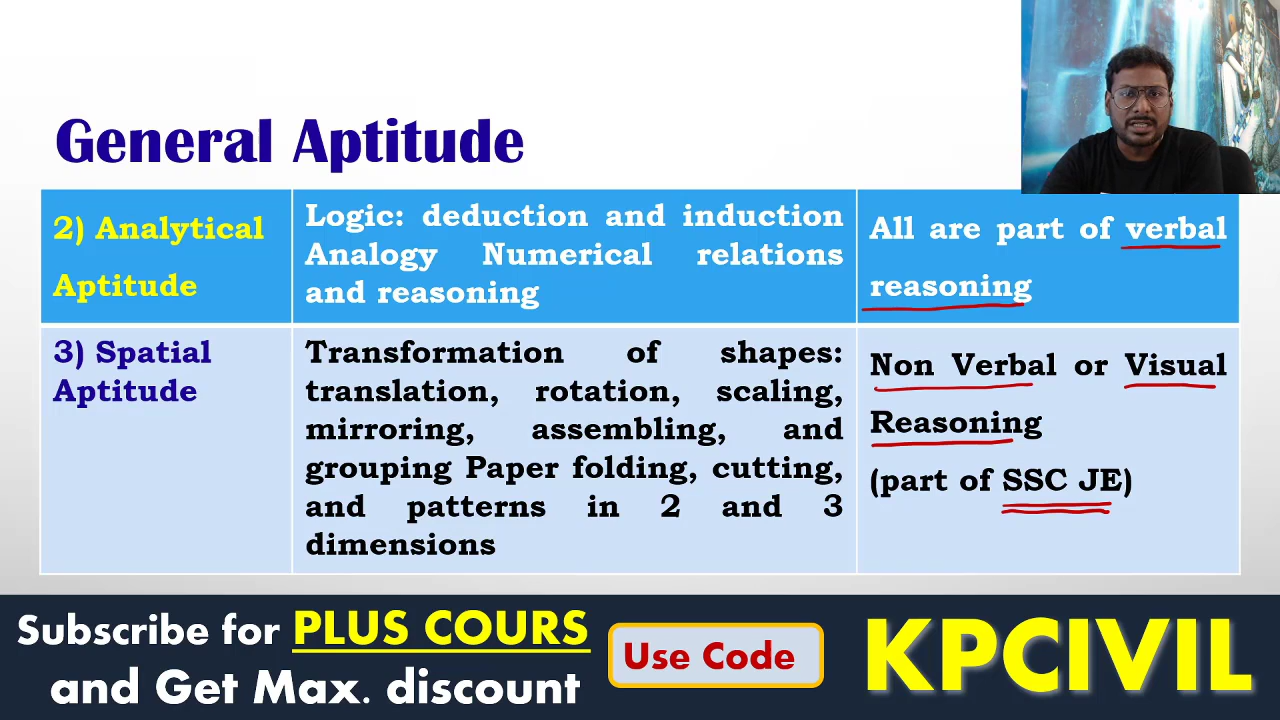 General Aptitude
2) Analytical
Aptitude
Logic: deduction and induction
Analogy Numerical relations
and reasoning
All are part of verbal
reasoning
3) Spatial
Aptitude
Transformation of shapes:
translation, rotation, scaling,
mirroring, assembling, and
grouping Paper folding, cutting,
and patterns in 2 and 3
dimensions
Non Verbal or Visual
Reasoning
(part of SSC JE)
Subscribe for PLUS COURS
and Get Max. discount
Use Code
KPCIVIL